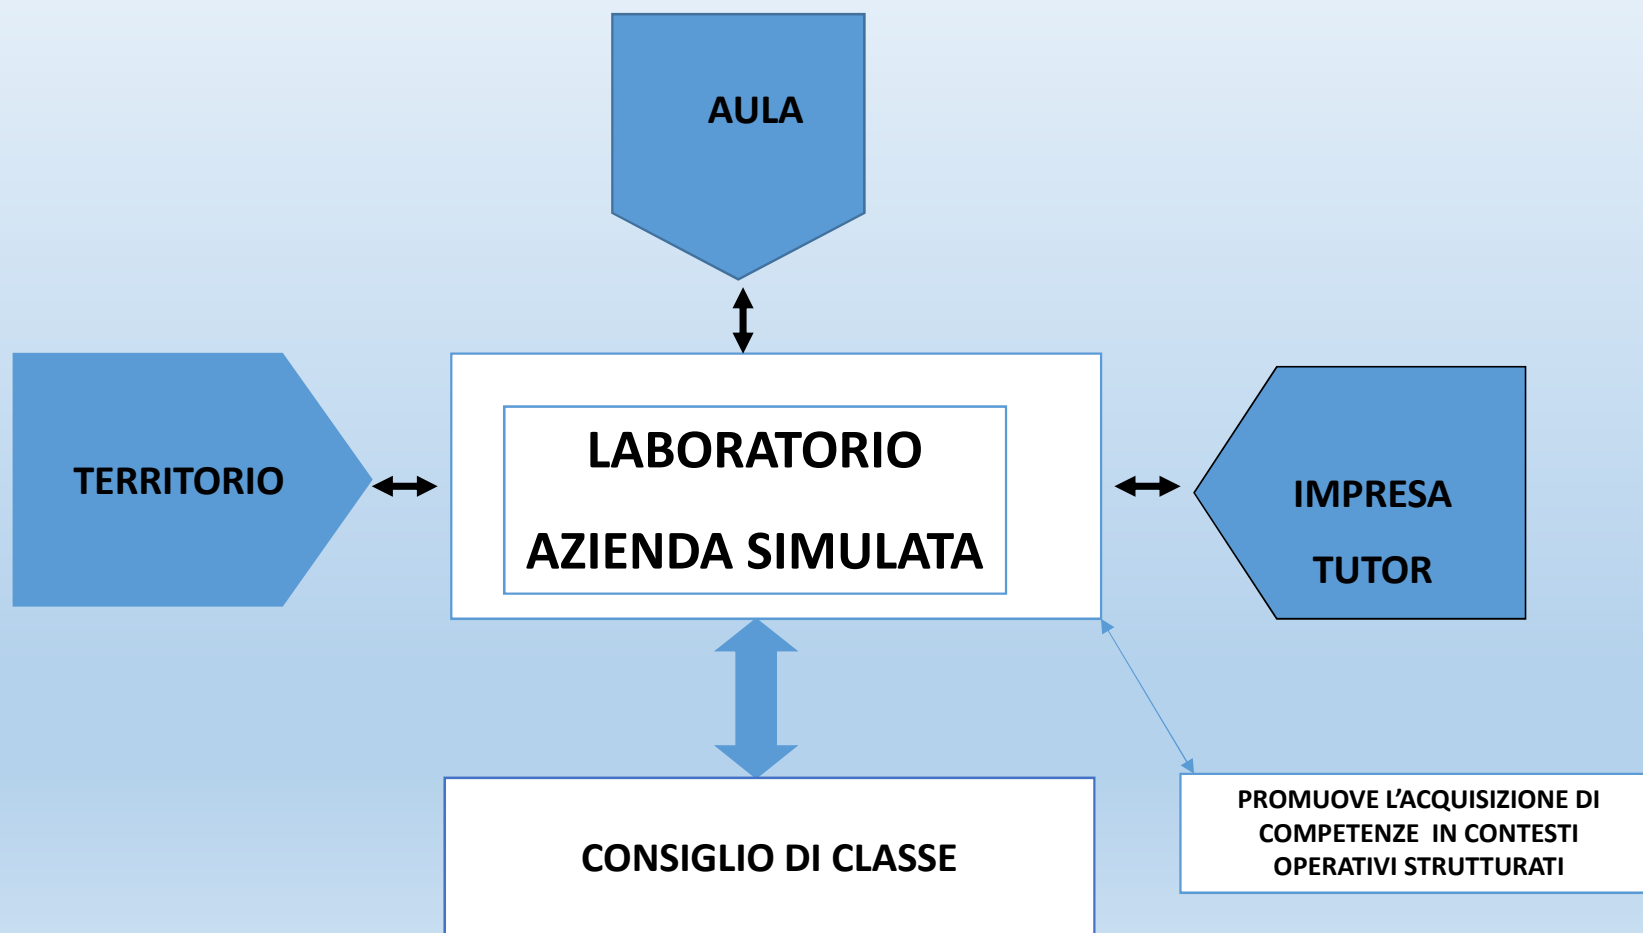 AULA
TERRITORIO
LABORATORIO
AZIENDA SIMULATA
IMPRESA
TUTOR
CONSIGLIO DI CLASSE
PROMUOVE L’ACQUISIZIONE DI
COMPETENZE IN CONTESTI
OPERATIVI STRUTTURATI